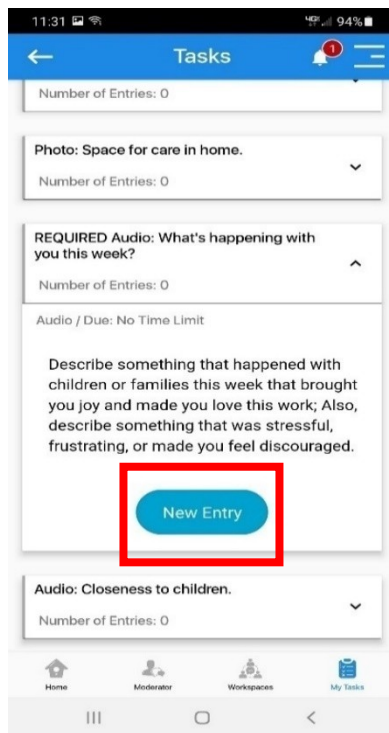 11:31 94%
Tasks
1
Number of Entries: 0
Photo: Space for care in home.
Number of Entries: 0
REQUIRED Audio: What's happening with
you this week?
Number of Entries: 0
Audio / Due: No Time Limit
Describe something that happened with
children or families this week that brought
you joy and made you love this work; Also,
describe something that was stressful,
frustrating, or made you feel discouraged.
New Entry
Audio: Closeness to children.
Number of Entries: 0
Home Moderator Workspaces My Tasks